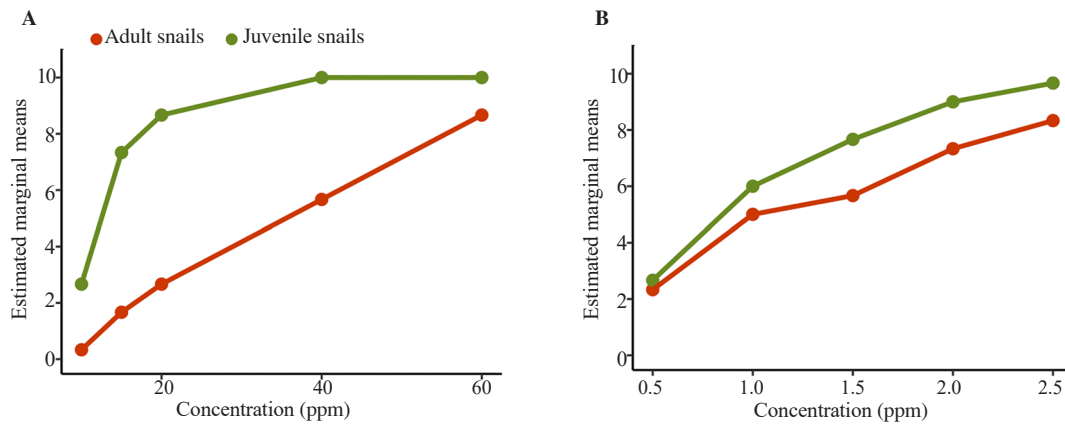 A
Adult snails Juvenile snails
Estimated marginal means
10
8
6
4
2
0
20 40 60
Concentration (ppm)
B
Estimated marginal means
10
8
6
4
2
0
0.5 1.0 1.5 2.0 2.5
Concentration (ppm)